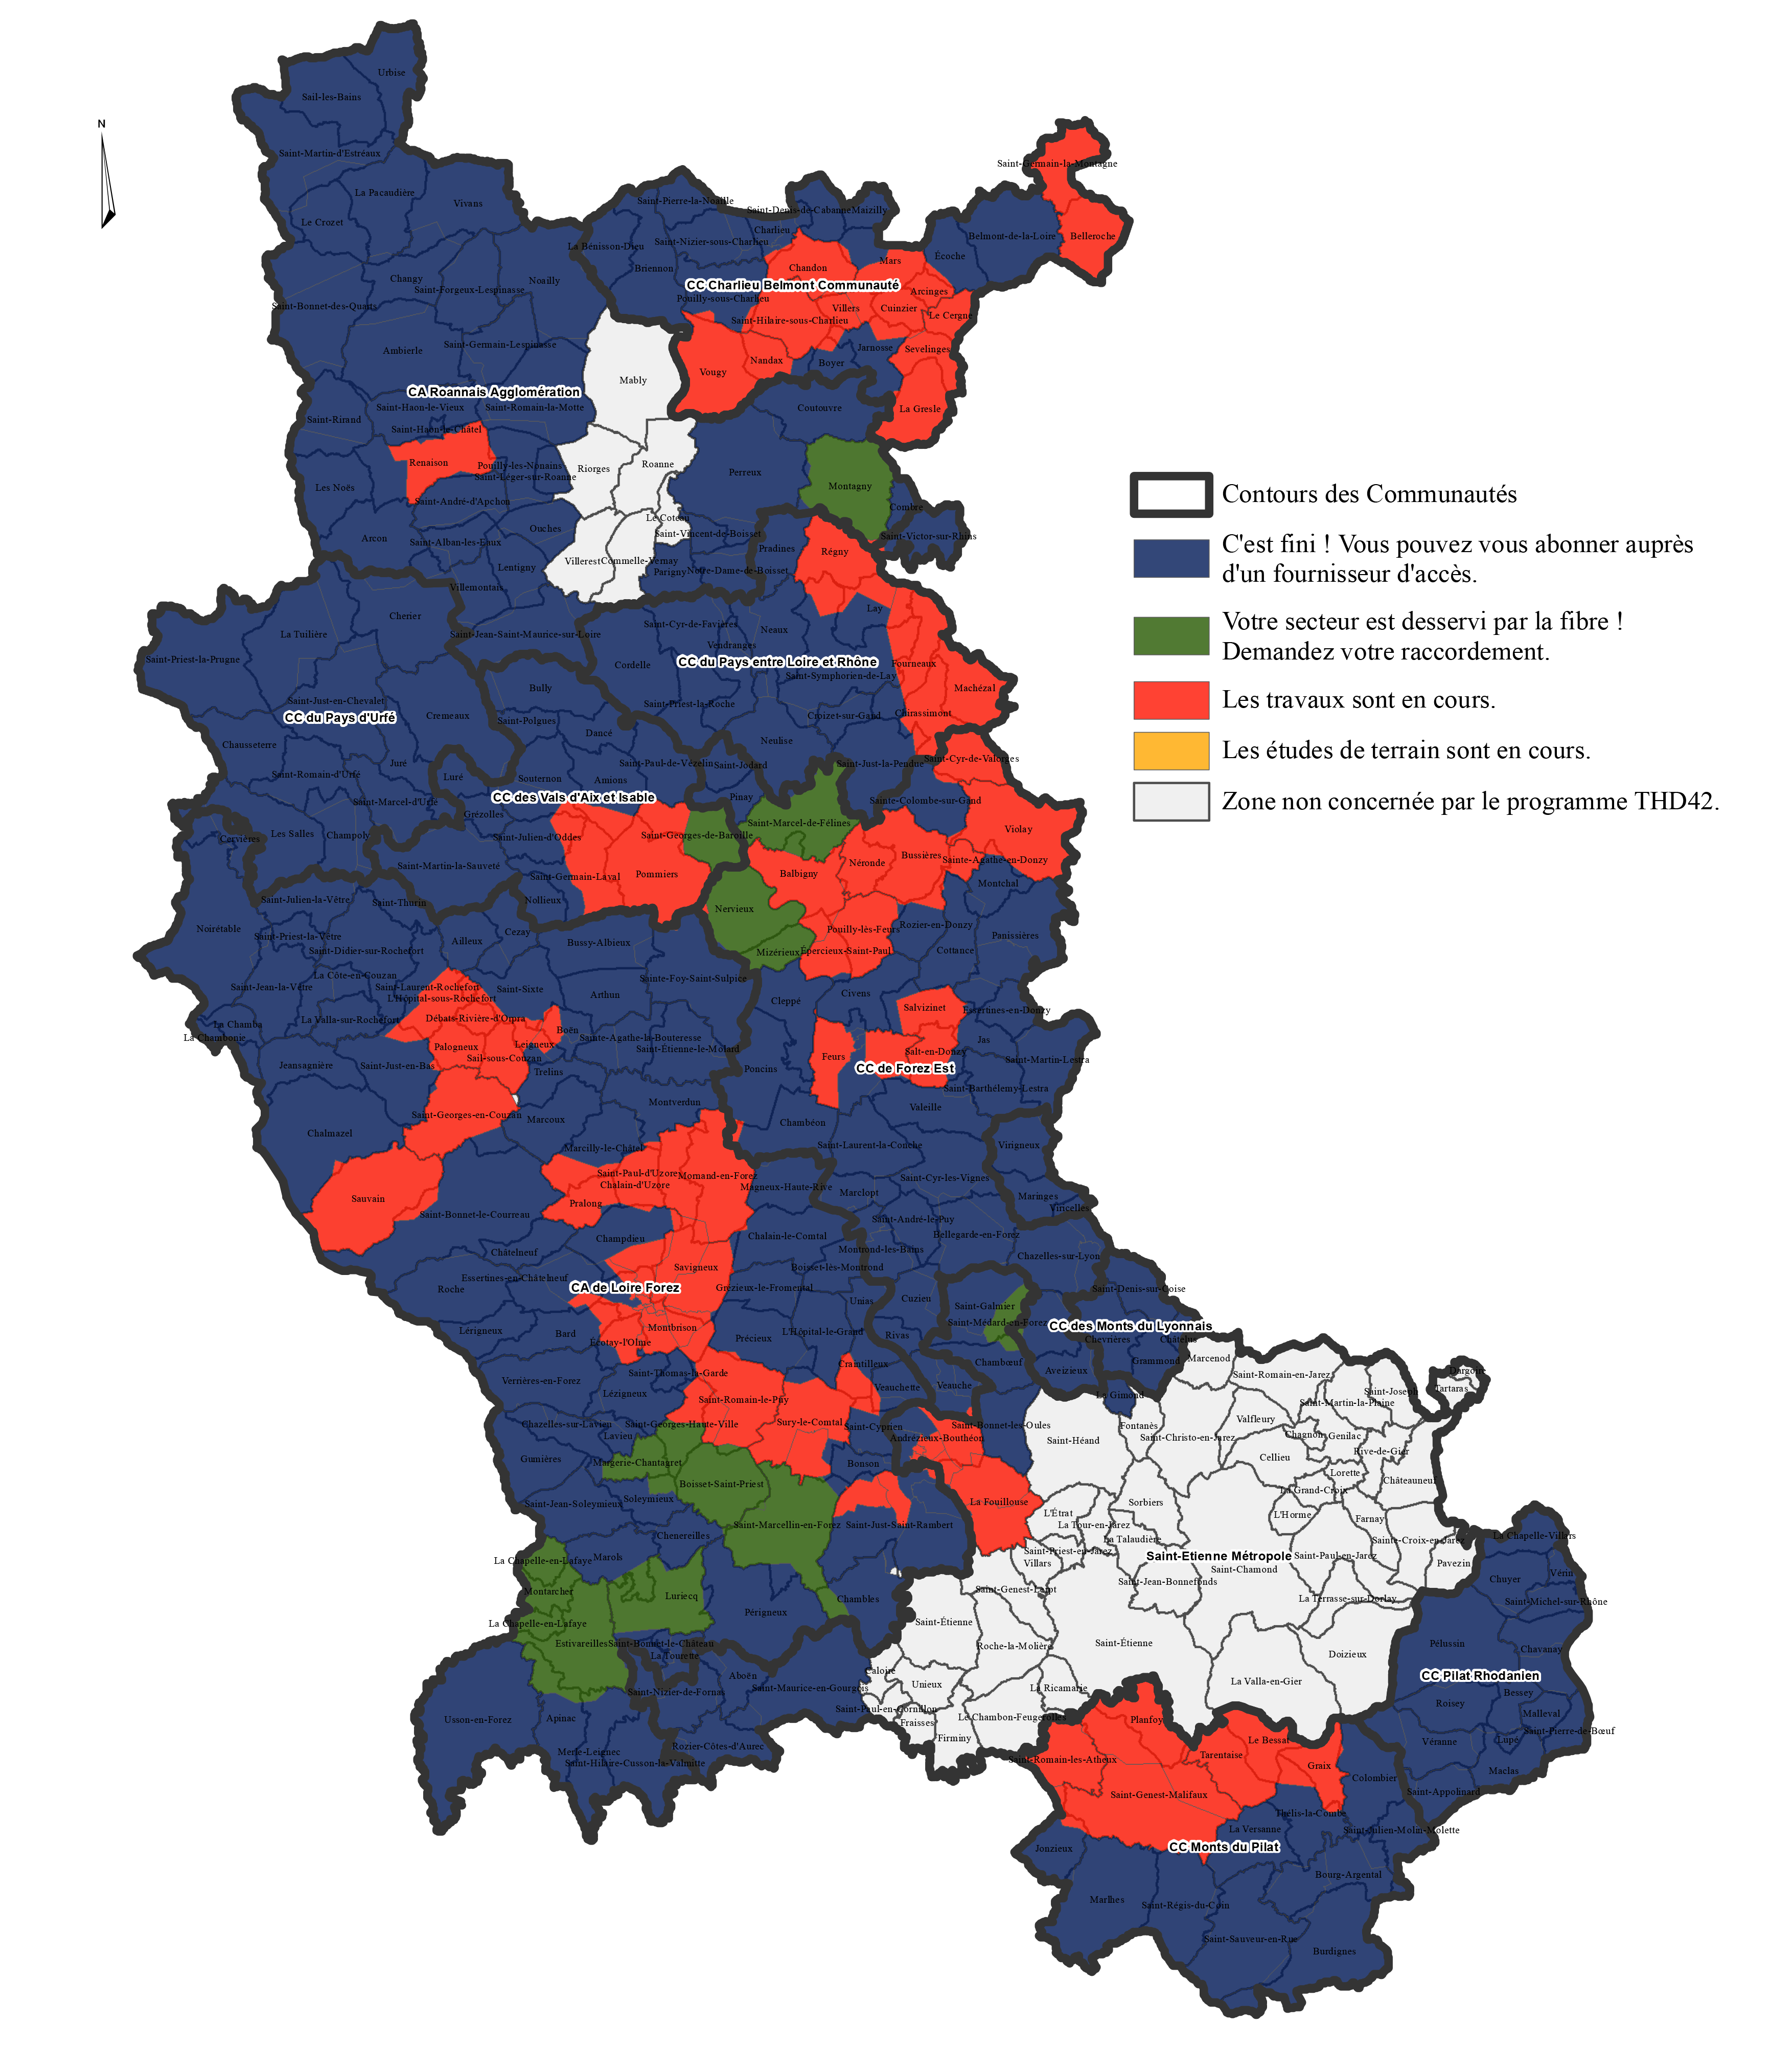 N
Urbise
Sail-les-Bains
Saint-Martin-d'Estréaux
La Pacaudière
Vivans
Le Crozet
Changy
Saint-Forgeux-Lespinasse
Noailly
Saint-Bonnet-des-Quarts
Ambierle
Saint-Germain-Lespinasse
CA Roannais Agglomération
Saint-Haon-le-Vieux
Saint-Romain-la-Motte
Saint-Rirand
Saint-Haon-le-Châtel
Renaison
Pouilly-les-Nonains
Saint-Léger-sur-Roanne
Les Noës
Saint-André-d'Apchon
Arcon
Ouches
Saint-Alban-les-Eaux
Lentigny
Villemontais
Saint-Jean-Saint-Maurice-sur-Loire
Mably
Riorges
Roanne
Le Coteau
Villerest
Commelle-Vernay
Saint-Vincent-de-Boisset
Parigny
Notre-Dame-de-Boisset
Perreux
Coutouvre
Montagny
Combre
Saint-Victor-sur-Rhins
Saint-Germain-la-Montagne
Belleroche
Belmont-de-la-Loire
Écoche
Saint-Pierre-la-Noaille
Saint-Denis-de-Cabanne
Maizilly
Charlieu
Saint-Nizier-sous-Charlieu
La Bénisson-Dieu
Briennon
Chandon
Mars
CC Charlieu Belmont Communauté
Pouilly-sous-Charlieu
Arcinges
Villers
Cuinzier
Le Cergne
Saint-Hilaire-sous-Charlieu
Jarnosse
Sevelinges
Boyer
Nandax
Vougy
La Gresle
Contours des Communautés
C'est fini ! Vous pouvez vous abonner auprès
d'un fournisseur d'accès.
Votre secteur est desservi par la fibre !
Demandez votre raccordement.
Les travaux sont en cours.
Les études de terrain sont en cours.
Zone non concernée par le programme THD42.
Pradines
Régny
Lay
Saint-Cyr-de-Favières
Neaux
Vendranges
Cordelle
CC du Pays entre Loire et Rhône
Fourneaux
Saint-Symphorien-de-Lay
Machézal
Saint-Priest-la-Roche
Croizet-sur-Gand
Chirassimont
Neulise
Saint-Just-la-Pendue
Saint-Cyr-de-Valorges
Saint-Jodard
Pinay
Cherier
La Tuilière
Saint-Priest-la-Prugne
Saint-Just-en-Chevalet
CC du Pays d'Urfé
Cremeaux
Chausseterre
Juré
Saint-Romain-d'Urfé
Saint-Marcel-d'Urfé
Les Salles
Champoly
Cervières
Bully
Saint-Polgues
Dancé
Saint-Paul-de-Vézelin
Luré
Souternon
Amions
CC des Vals d'Aix et Isable
Grézolles
Saint-Julien-d'Oddes
Saint-Georges-de-Baroille
Saint-Martin-la-Sauveté
Saint-Germain-Laval
Pommiers
Nollieux
Sainte-Colombe-sur-Gand
Violay
Saint-Marcel-de-Félines
Néronde
Bussières
Sainte-Agathe-en-Donzy
Balbigny
Montchal
Nervieux
Pouilly-lès-Feurs
Rozier-en-Donzy
Panissières
Cottance
Mizérieux
Épercieux-Saint-Paul
Civens
Cleppé
Salvizinet
Essertines-en-Donzy
Feurs
Salt-en-Donzy
Jas
CC de Forez Est
Saint-Martin-Lestra
Saint-Barthélemy-Lestra
Poncins
Valeille
Chambéon
Saint-Laurent-la-Conche
Saint-Cyr-les-Vignes
Marclopt
Saint-André-le-Puy
Bellegarde-en-Forez
Montrond-les-Bains
Chazelles-sur-Lyon
Cuzien
Rivas
Saint-Galmier
Saint-Médard-en-Forez
Chambœuf
Aveizieux
Veauche
Saint-Bonnet-les-Oules
Andrézieux-Bouthéon
La Fouillouse
La Gimond
Virigneux
Maringes
Viricelles
Saint-Denis-sur-Coise
CC des Monts du Lyonnais
Chevrières
Châtelus
Grammond
Noirétable
Saint-Julien-la-Vêtre
Saint-Thurin
Saint-Priest-la-Vêtre
Saint-Didier-sur-Rochefort
Ailleux
Cezay
Bussy-Albieux
La Côte-en-Couzan
Saint-Jean-la-Vêtre
Saint-Laurent-Rochefort
L'Hôpital-sous-Rochefort
Saint-Sixte
Arthun
Sainte-Foy-Saint-Sulpice
La Valla-sur-Rochefort
La Chamba
La Chambonie
Débats-Rivière-d'Orpra
Boën
Leigneux
Palogneux
Sail-sous-Couzan
Sainte-Agathe-la-Bouteresse
Saint-Étienne-le-Molard
Jeansagnière
Saint-Just-en-Bas
Trelins
Saint-Georges-en-Couzan
Marcoux
Montverdun
Chalmazel
Marcilly-le-Châtel
Sauvain
Saint-Paul-d'Uzore
Chalain-d'Uzore
Mornand-en-Forez
Pralong
Magneux-Haute-Rive
Saint-Bonnet-le-Courreau
Champdieu
Chalain-le-Comtal
Châtelneuf
Savigneux
Boisset-lès-Montrond
Essertines-en-Châtelneuf
Roche
CA de Loire Forez
Grézieux-le-Fromental
Unias
Lérigneux
Bard
Écotay-l'Olme
Montbrison
Précieux
L'Hôpital-le-Grand
Craintilleux
Verrières-en-Forez
Saint-Thomas-la-Garde
Lézigneux
Saint-Romain-le-Puy
Veauchette
Chazelles-sur-Lavieu
Saint-Georges-Haute-Ville
Sury-le-Comtal
Saint-Cyprien
Lavieu
Gumières
Margerie-Chantagret
Bonson
Boisset-Saint-Priest
Saint-Jean-Soleymieux
Soleymieux
Saint-Marcellin-en-Forez
Saint-Just-Saint-Rambert
Chenereilles
La Chapelle-en-Lafaye
Marols
Montarcher
Luriecq
Chambles
Périgneux
La Chapelle-en-Lafaye
Estivareilles
Saint-Bonnet-le-Château
La Tourette
Aboën
Saint-Nizier-de-Fornas
Saint-Maurice-en-Gourgois
Usson-en-Forez
Apinac
Rozier-Côtes-d'Aurec
Merle-Leignec
Saint-Hilaire-Cusson-la-Valmitte
Marcenod
Saint-Romain-en-Jarez
Dargoire
Tartaras
Saint-Joseph
Saint-Martin-la-Plaine
Fontanès
Valfleury
Saint-Héand
Saint-Christo-en-Jarez
Chagnon
Genilac
Rive-de-Gier
Cellieu
Lorette
Châteauneuf
La Grand-Croix
Sorbiers
L'Étrat
L'Horme
Farnay
La Tour-en-Jarez
La Talaudière
Sainte-Croix-en-Jarez
Saint-Priest-en-Jarez
Villars
Saint-Etienne Métropole
Saint-Paul-en-Jarez
Pavezin
Saint-Chamond
Saint-Genest-Lerpt
Saint-Jean-Bonnefonds
La Terrasse-sur-Dorlay
Saint-Étienne
Roche-la-Molière
Saint-Étienne
Doizieux
Caloire
Unieux
La Ricamarie
La Valla-en-Gier
Saint-Paul-en-Cornillon
Fraisses
Le Chambon-Feugerolles
Firminy
La Chapelle-Villars
Chuyer
Vérin
Saint-Michel-sur-Rhône
Pélussin
Chavanay
CC Pilat Rhodanien
Roisey
Bessey
Malleval
Saint-Pierre-de-Bœuf
Véranne
Lupé
Maclas
Saint-Appolinard
Planfoy
Le Bessat
Saint-Romain-les-Atheux
Tarentaise
Graix
Colombier
Saint-Genest-Malifaux
Thélis-la-Combe
La Versanne
Saint-Julien-Molin-Molette
CC Monts du Pilat
Jonzieux
Bourg-Argental
Marlhes
Saint-Régis-du-Coin
Saint-Sauveur-en-Rue
Burdignes